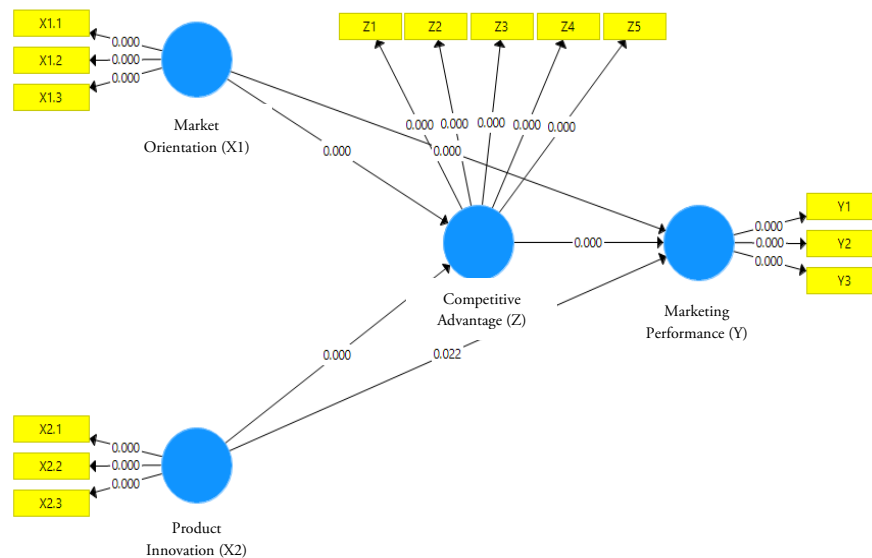 X1.1
0.000
X1.2
0.000
X1.3
0.000
Market
Orientation (X1)
Z1
Z2
Z3
Z4
Z5
0.000
0.000
0.000
0.000
0.000
0.000
0.000
Competitive
Advantage (Z)
0.000
Y1
0.000
Y2
0.000
Y3
0.000
Marketing
Performance (Y)
0.000
0.022
X2.1
0.000
X2.2
0.000
X2.3
0.000
Product
Innovation (X2)